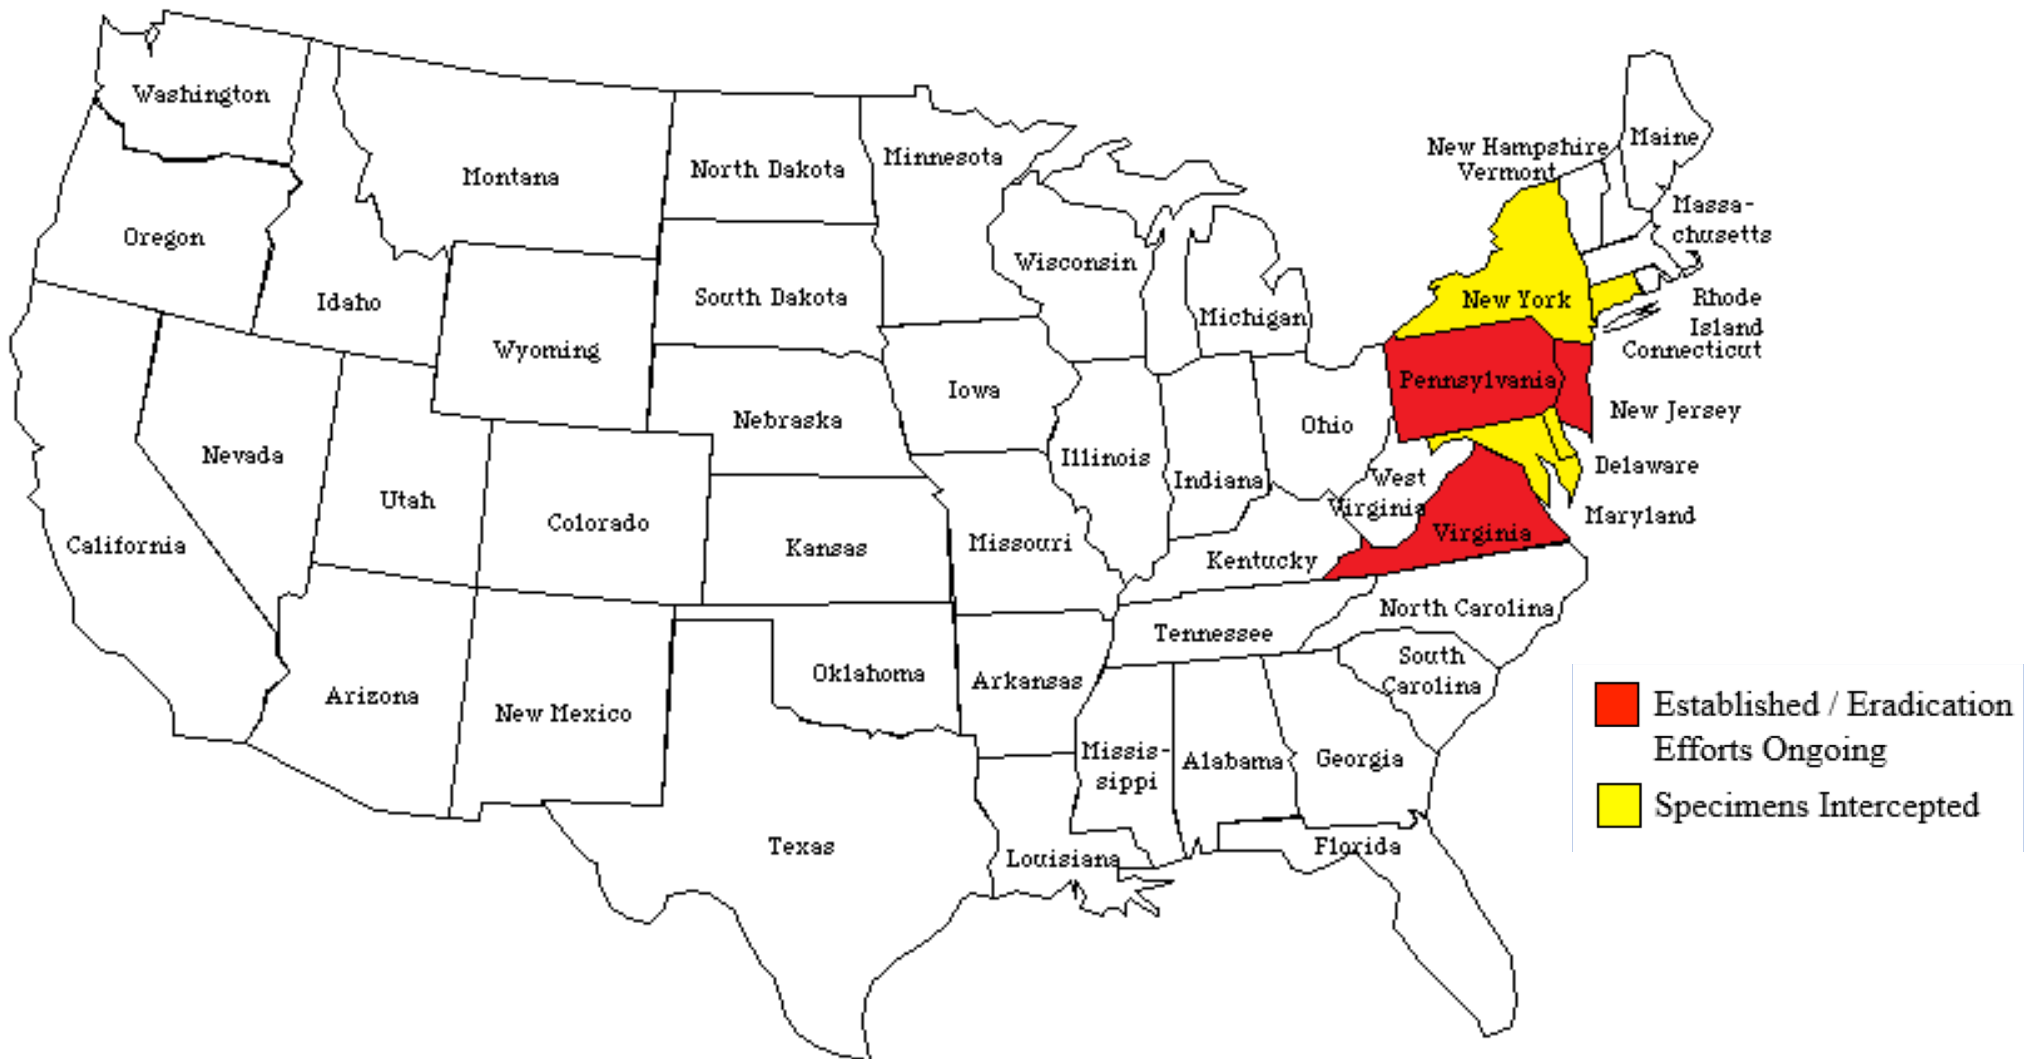 Washington
Montana
North Dakota
Minnesota
New Hampshire
Vermont
Maine
Massa-
chusetts
Oregon
Idaho
Wyoming
South Dakota
Wisconsin
Michigan
New York
Rhode
Island
Connecticut
Pennsylvania
New Jersey
Nevada
Utah
Colorado
Nebraska
Iowa
Illinois
Indiana
Ohio
West
Virginia
Delaware
Maryland
Virginia
California
Kansas
Missouri
Kentucky
North Carolina
Tennessee
South
Carolina
Arizona
New Mexico
Oklahoma
Arkansas
Missis-
sippi
Alabama
Georgia
Texas
Louisiana
Florida
Established / Eradication
Efforts Ongoing
Specimens Intercepted